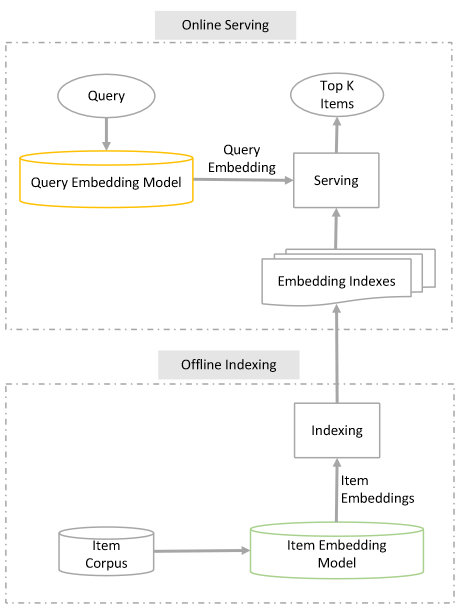 Online Serving
Query
Top K
Items
Query
Embedding
Query Embedding Model
Serving
Embedding Indexes
Offline Indexing
Indexing
Item
Embeddings
Item
Corpus
Item Embedding
Model